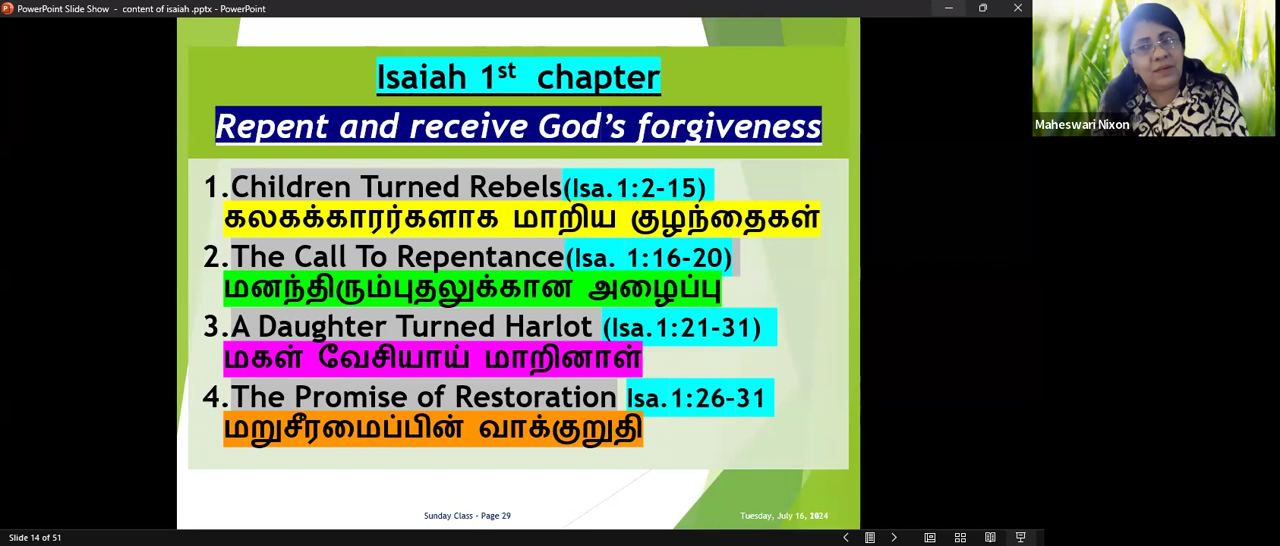 PowerPoint Slide Show - content of isaiah .pptx - PowerPoint
Isaiah 1st chapter
Repent and receive God's forgiveness
1.Children Turned Rebels(Isa.1:2-15)
கலகக்காரர்களாக மாறிய குழந்தைகள்
2.The Call To Repentance(Isa. 1:16-20)
மனந்திரும்புதலுக்கான அழைப்பு
3.A Daughter Turned Harlot (Isa.1:21-31)
மகள் வேசியாய் மாறினாள்
4.The Promise of Restoration Isa.1:26-31
மறுசீரமைப்பின் வாக்குறுதி
Sunday Class - Page 29
Tuesday, July 16, 2024
Slide 14 of 51
Maheswari Nixon